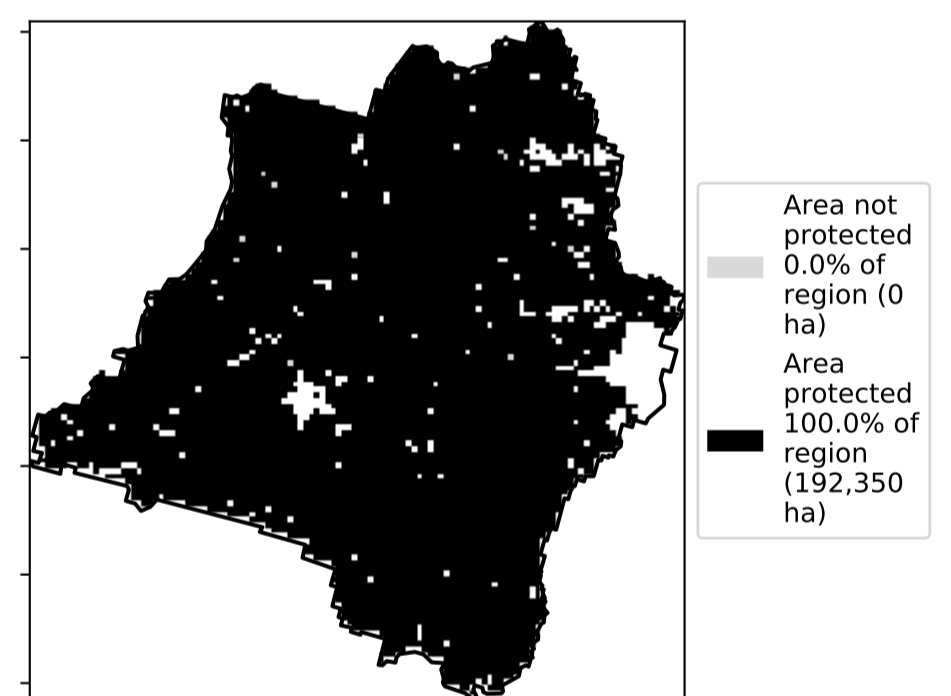 Area not
protected
0.0% of
region (0
ha)
Area
protected
100.0% of
region
(192,350
ha)